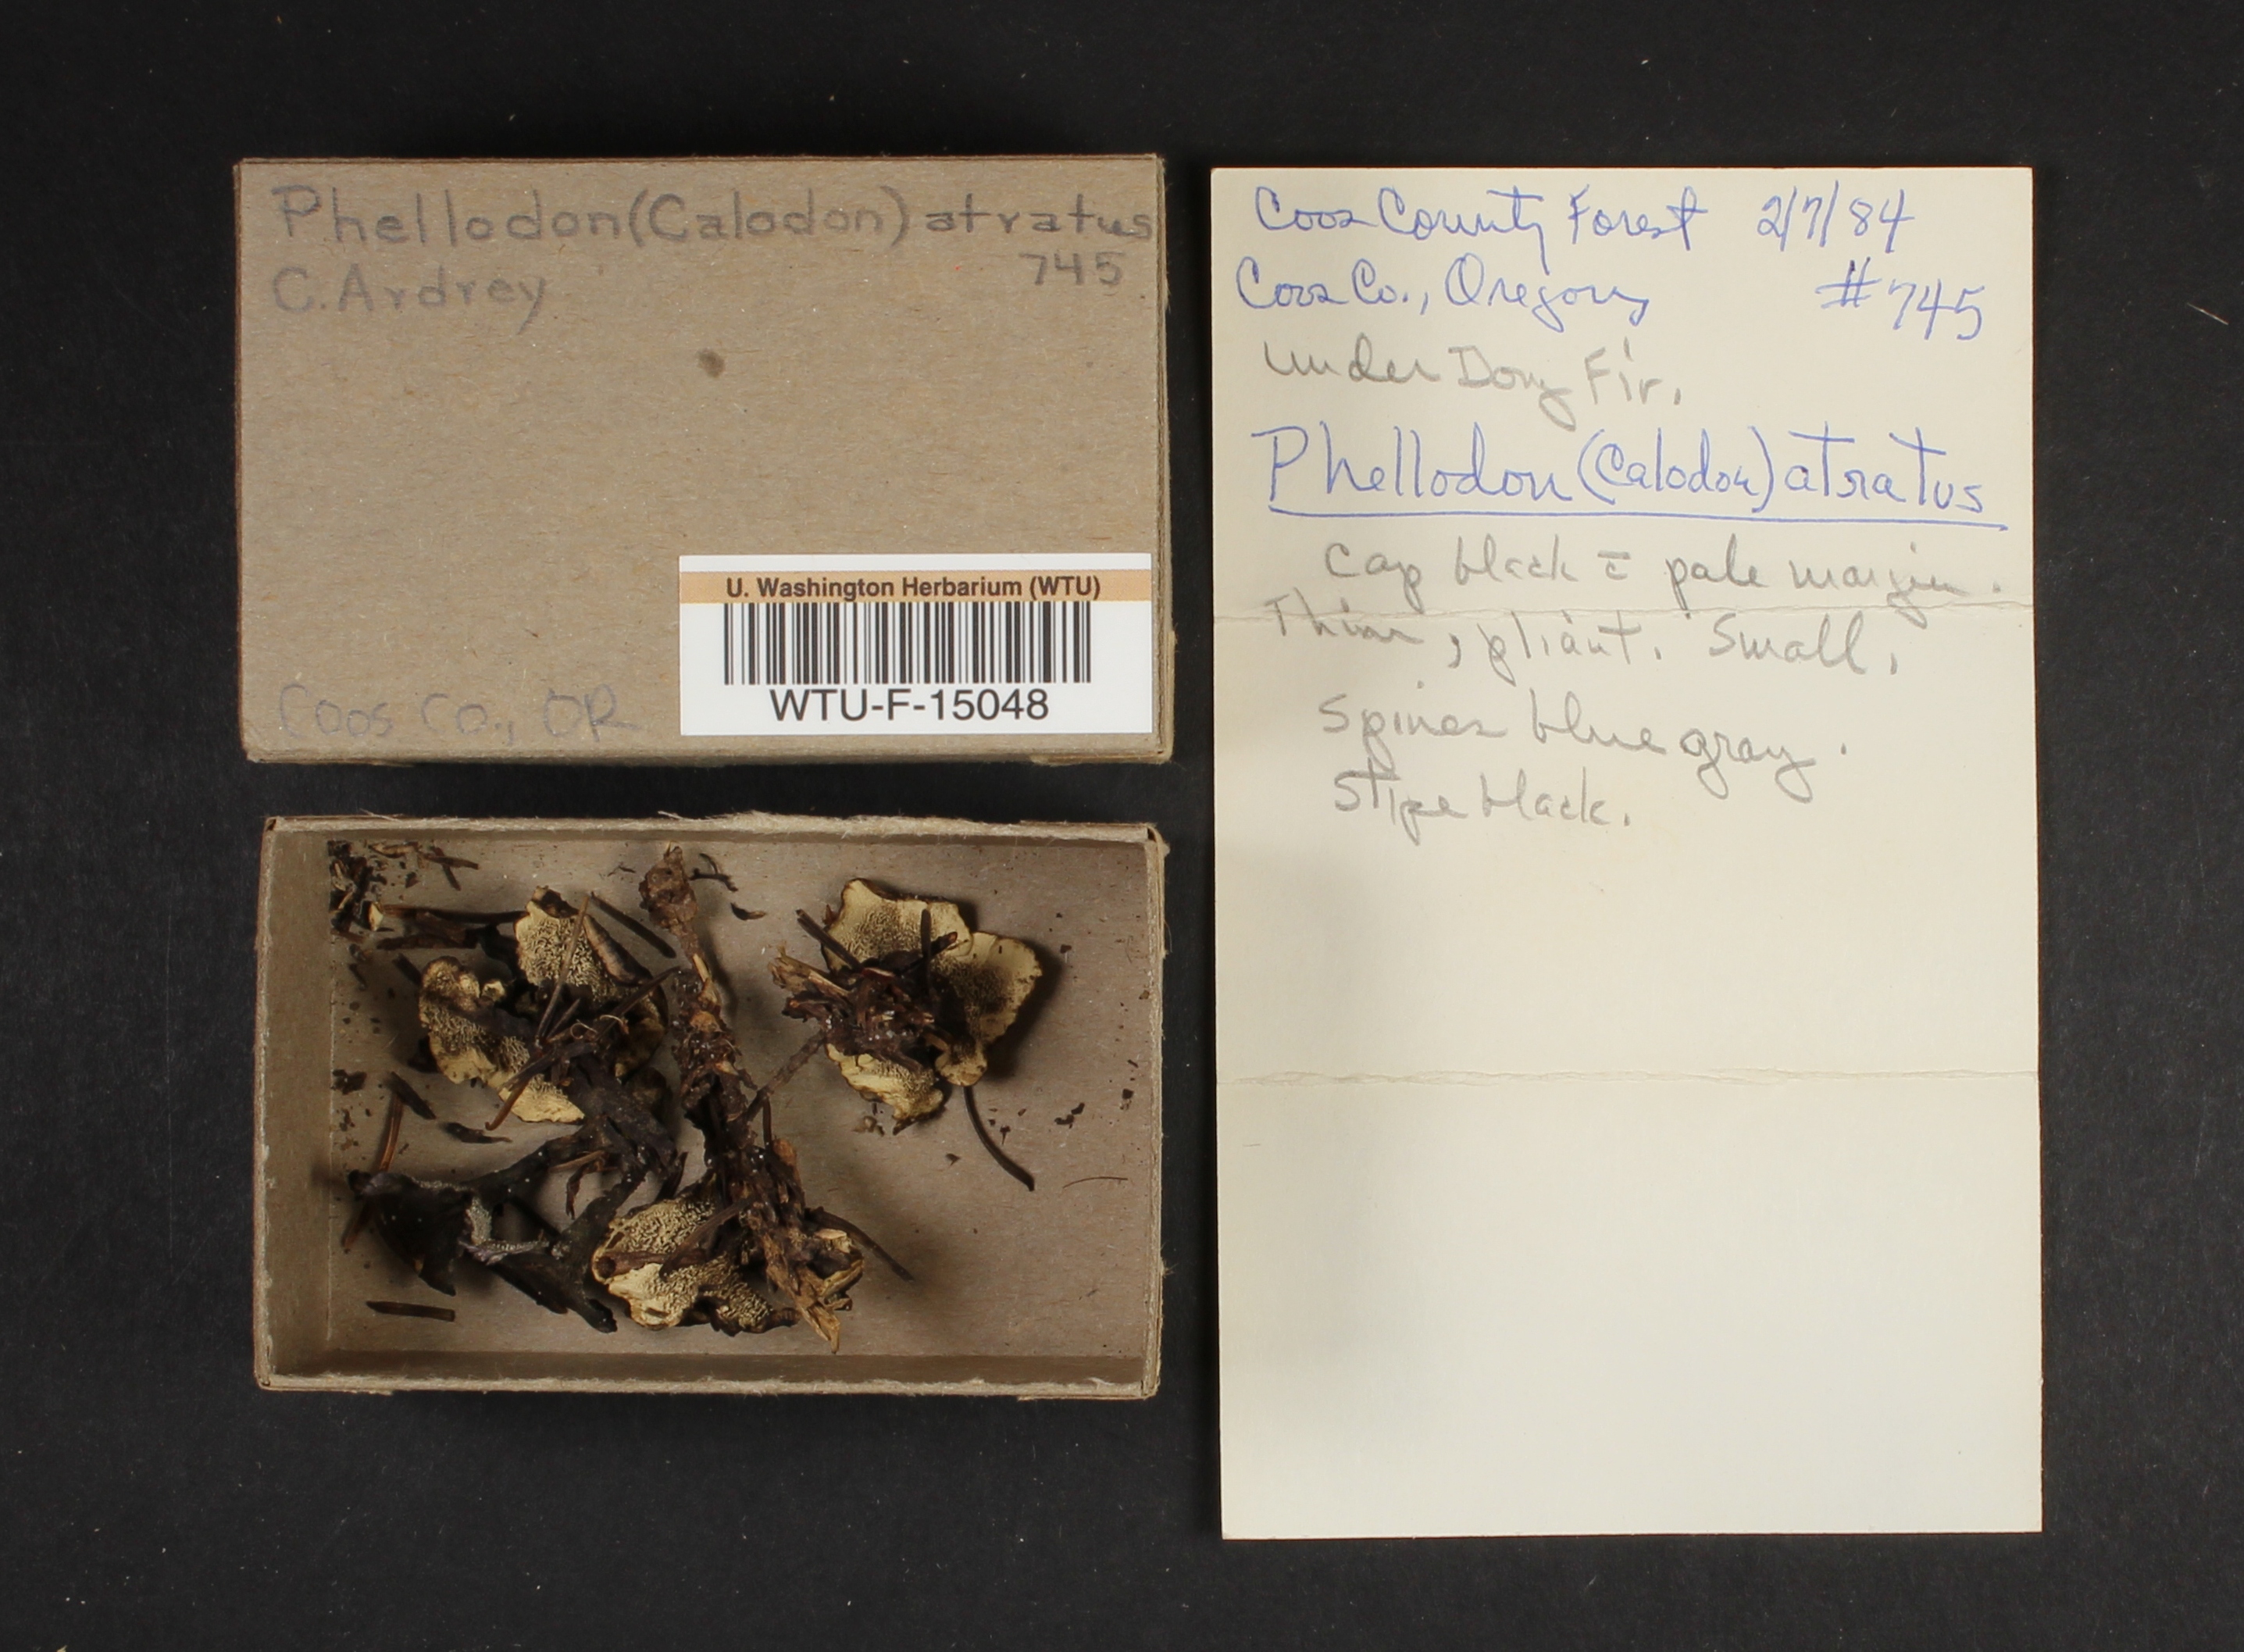 Phellodon (Calodon) atratus
C. Ardrey 745
U. Washington Herbarium (WTU)
WTU-F-15048
Coos Co., OR
Coos County Forest 2/7/84
Coos Co., Oregon #745
under Doug Fir.
Phellodon (Calodon) atratus
Cap black c̄ pale margin.
Thin, pliant. Small.
Spines blue gray.
Stipe black.